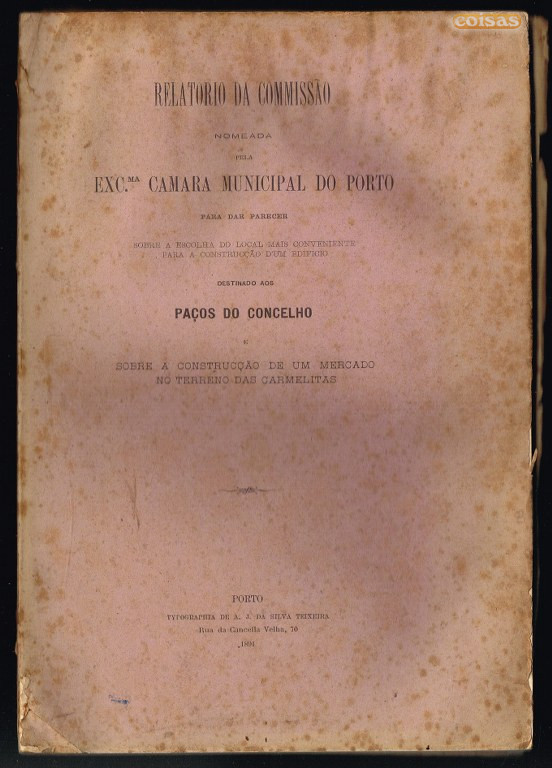 coisas
RELATORIO DA COMMISSÃO
NOMEADA
PELA
EXC.MA CAMARA MUNICIPAL DO PORTO
PARA DAR PARECER
SOBRE A ESCOLHA DO LOCAL MAIS CONVENIENTE
PARA A CONSTRUCÇÃO D'UM EDIFICIO
DESTINADO AOS
PAÇOS DO CONCELHO
E
SOBRE A CONSTRUCÇÃO DE UM MERCADO
NO TERRENO DAS CARMELITAS
PORTO
TYPOGRAPHIA DE A. J. DA SILVA TEIXEIRA
Rua da Cancella Velha, 70